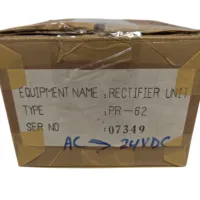 EQUIPMENT NAME : RECTIFIER UNIT
TYPE : PR-62
SER NO : 07349
AC → 24VDC